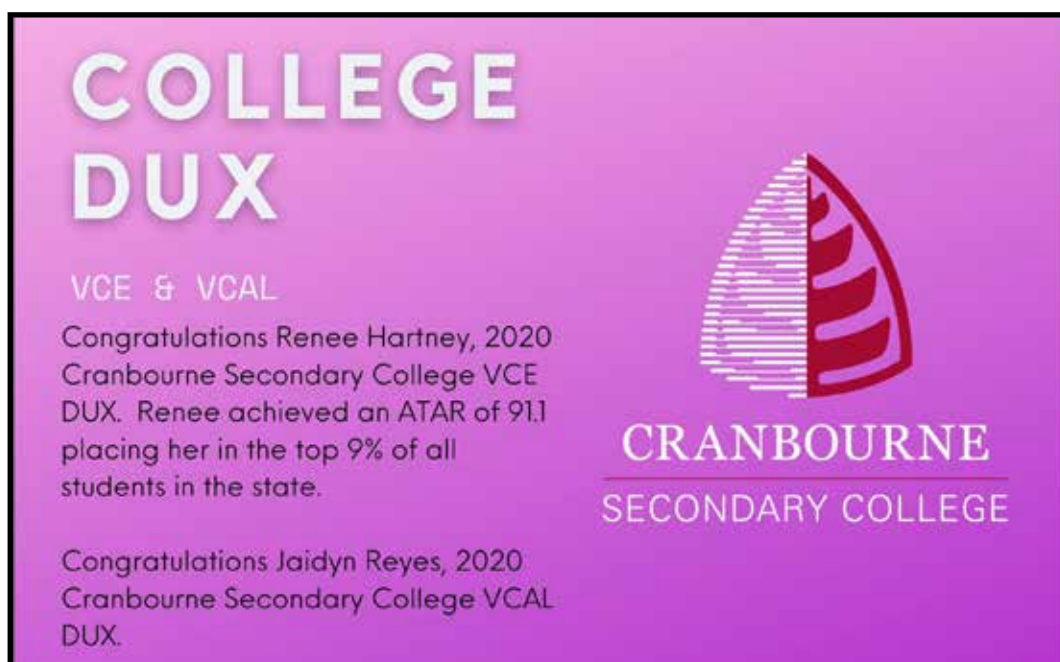 COLLEGE
DUX
VCE & VCAL
Congratulations Renee Hartney, 2020
Cranbourne Secondary College VCE
DUX. Renee achieved an ATAR of 91.1
placing her in the top 9% of all
students in the state.
Congratulations Jaidyn Reyes, 2020
Cranbourne Secondary College VCAL
DUX.
CRANBOURNE
SECONDARY COLLEGE